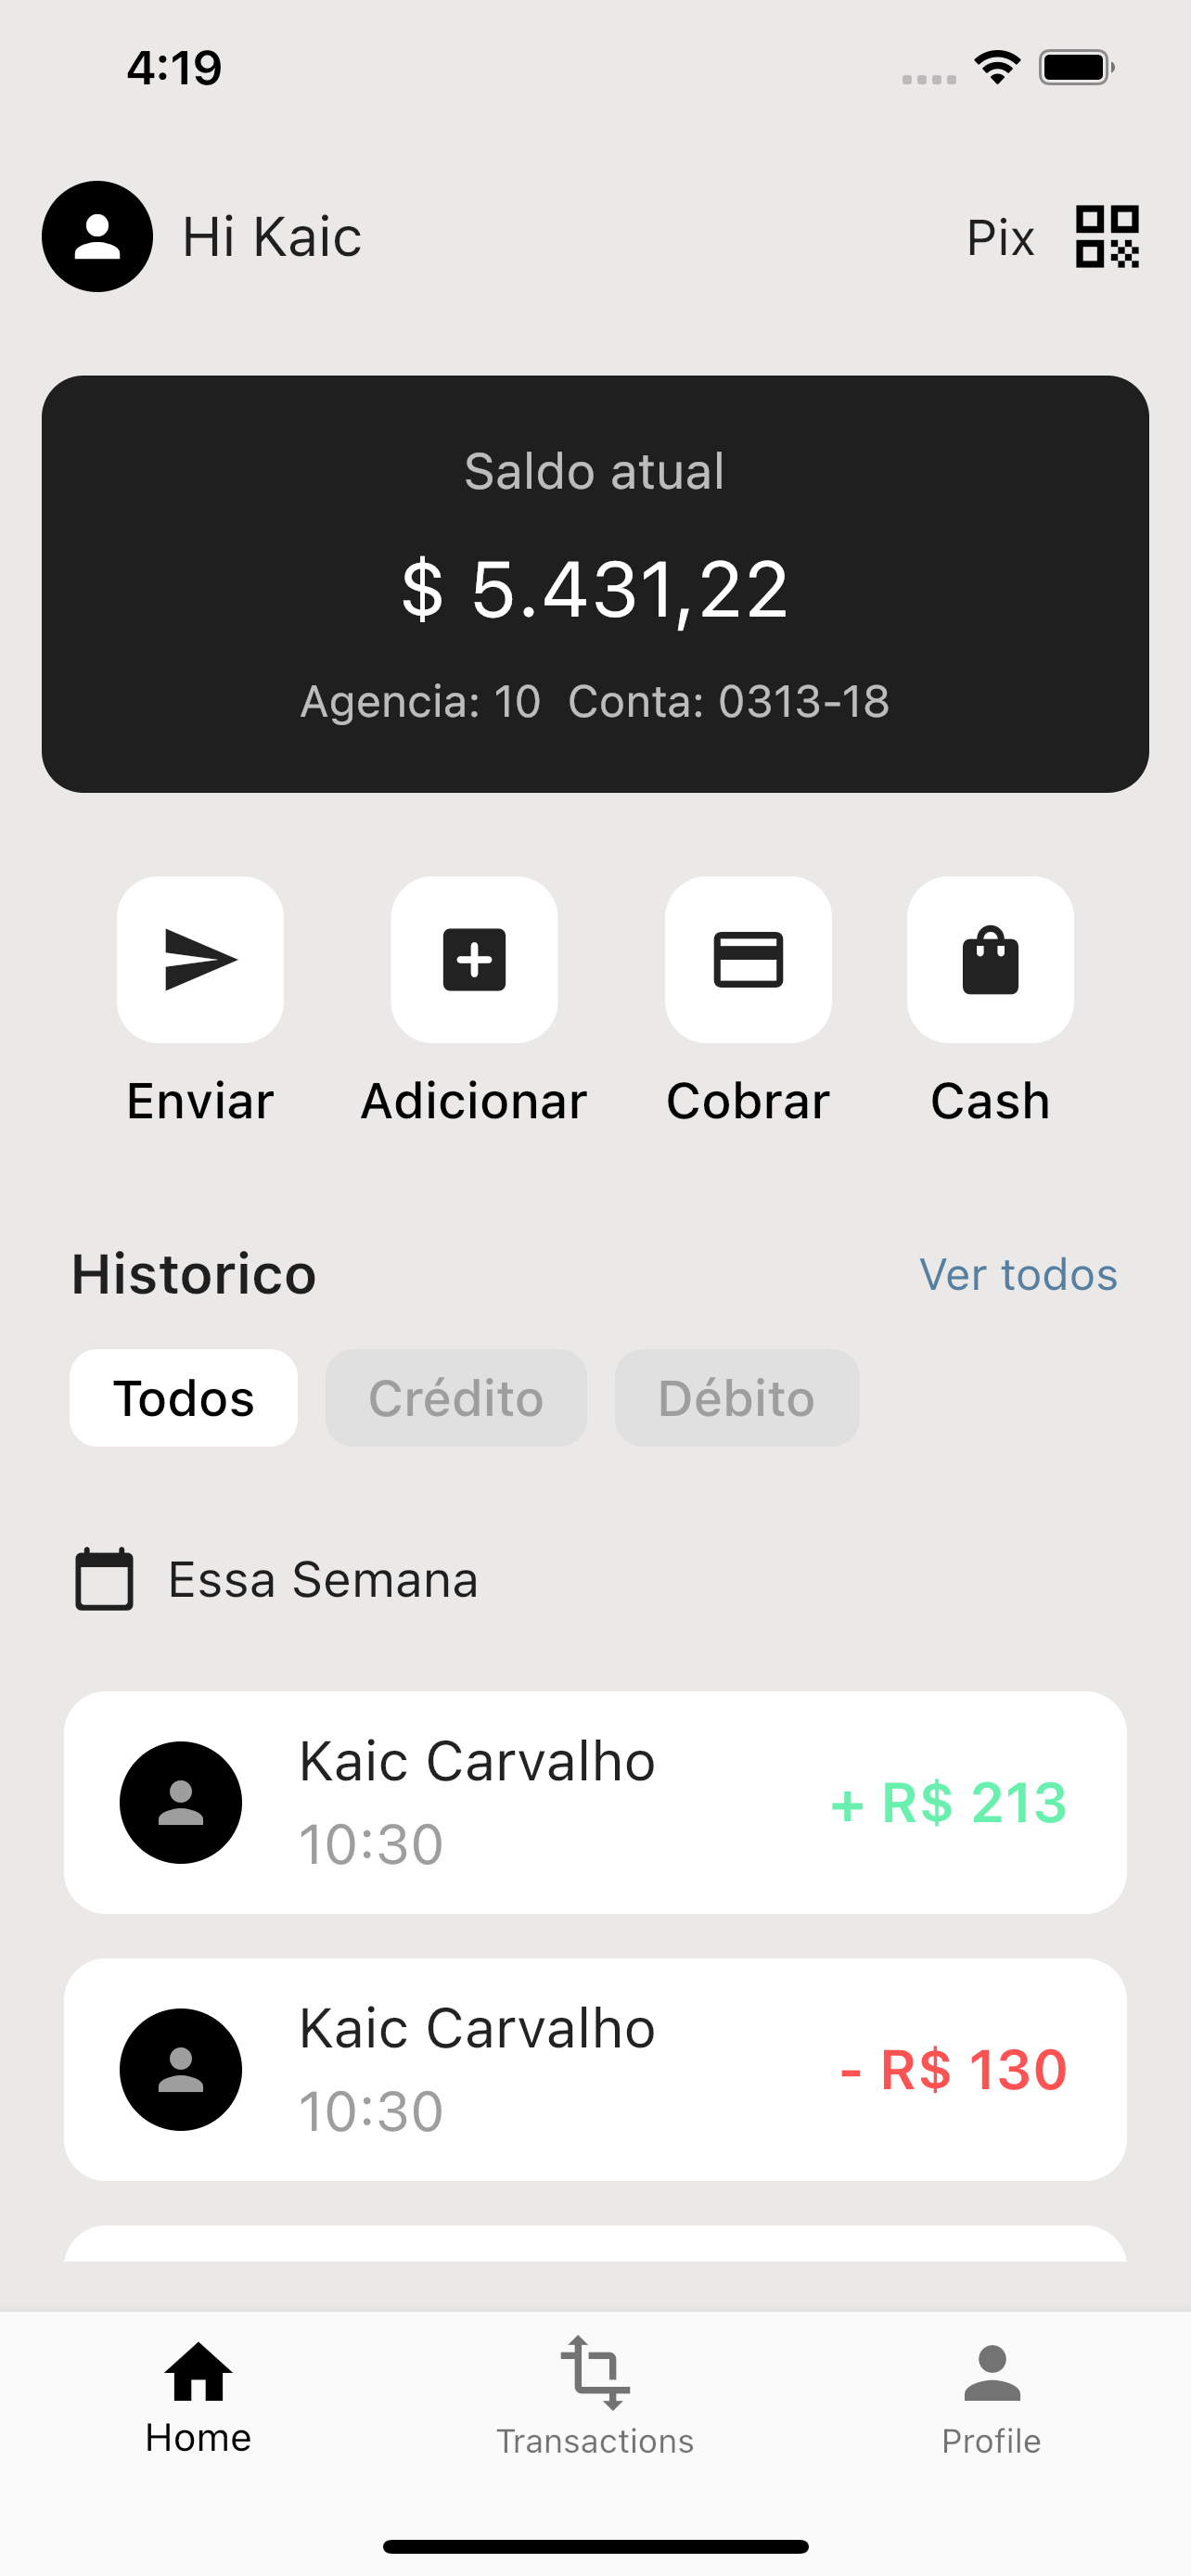 4:19
Hi Kaic
Pix
Saldo atual
$ 5.431,22
Agencia: 10  Conta: 0313-18
Enviar
Adicionar
Cobrar
Cash
Historico
Ver todos
Todos
Crédito
Débito
Essa Semana
Kaic Carvalho
10:30
+ R$ 213
Kaic Carvalho
10:30
- R$ 130
Home
Transactions
Profile